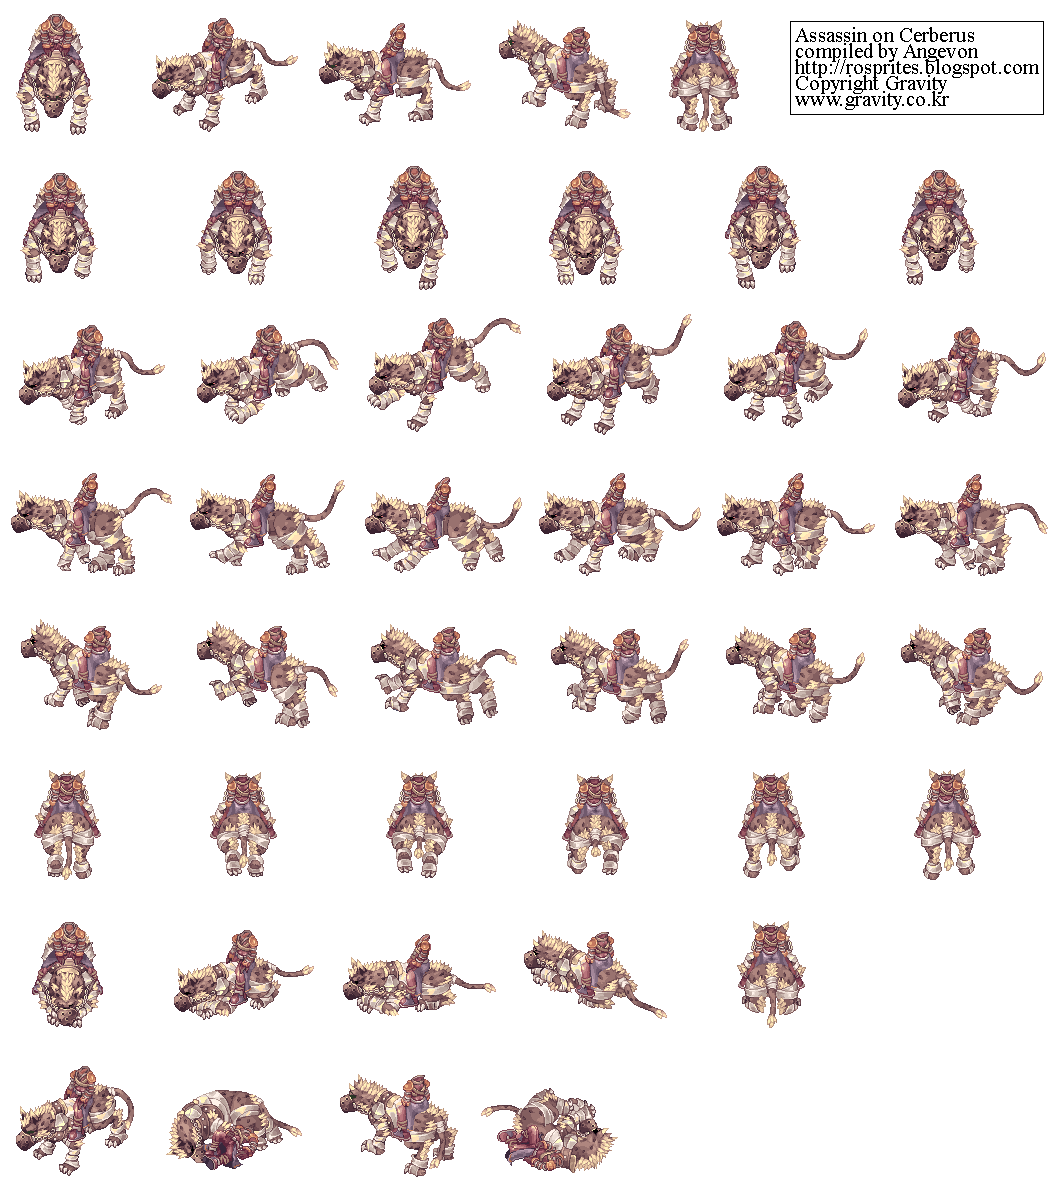 Assassin on Cerberus
compiled by Angevon
http://rosprites.blogspot.com
Copyright Gravity
www.gravity.co.kr